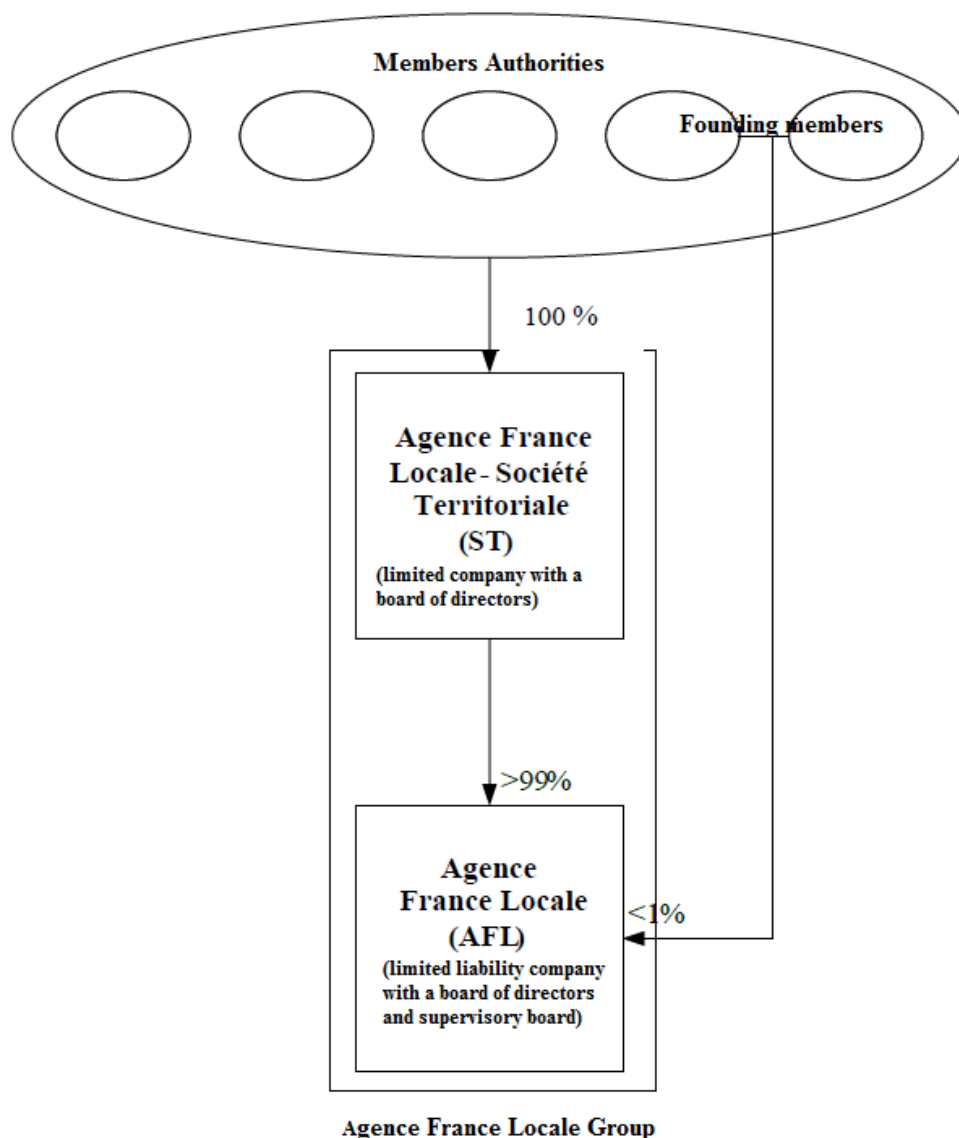 Members Authorities
Founding members
100 %
Agence France
Locale - Société
Territoriale
(ST)
(limited company with a
board of directors)
>99%
Agence
France Locale
(AFL)
(limited liability company
with a board of directors
and supervisory board)
<1%
Agence France Locale Group